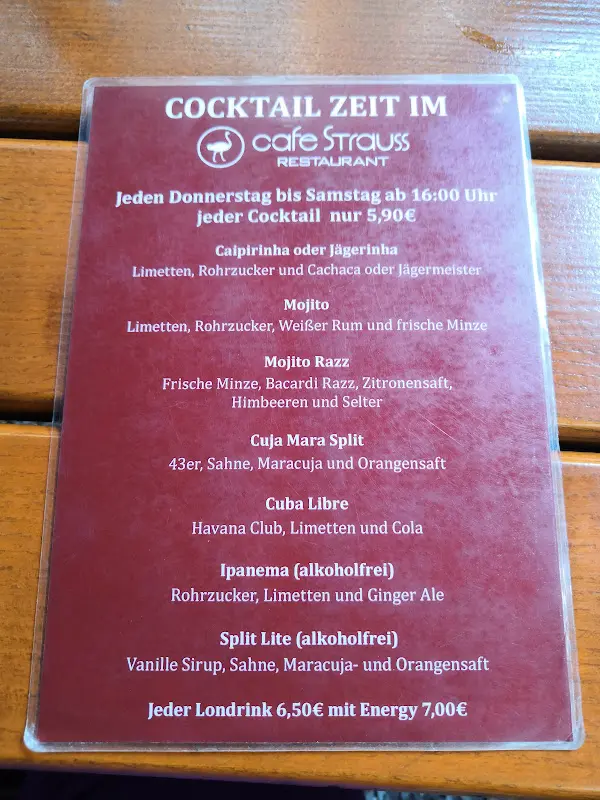 COCKTAIL ZEIT IM
cafe Strauss
RESTAURANT
Jeden Donnerstag bis Samstag ab 16:00 Uhr
jeder Cocktail nur 5,90€
Caipirinha oder Jägerinha
Limetten, Rohrzucker und Cachaca oder Jägermeister
Mojito
Limetten, Rohrzucker, Weißer Rum und frische Minze
Mojito Razz
Frische Minze, Bacardi Razz, Zitronensaft,
Himbeeren und Selter
Cuja Mara Split
43er, Sahne, Maracuja und Orangensaft
Cuba Libre
Havana Club, Limetten und Cola
Ipanema (alkoholfrei)
Rohrzucker, Limetten und Ginger Ale
Split Lite (alkoholfrei)
Vanille Sirup, Sahne, Maracuja- und Orangensaft
Jeder Londrink 6,50€ mit Energy 7,00€